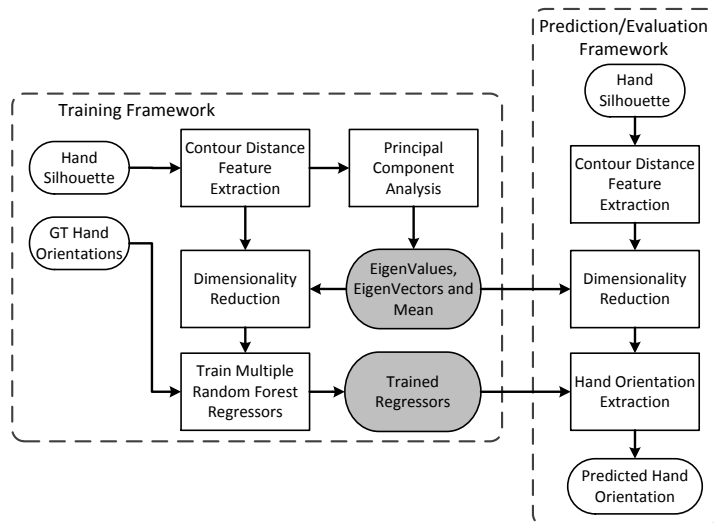 Prediction/Evaluation
Framework
Hand
Silhouette
Contour Distance
Feature
Extraction
Dimensionality
Reduction
Hand Orientation
Extraction
Predicted Hand
Orientation
Training Framework
Hand
Silhouette
Contour Distance
Feature
Extraction
Principal
Component
Analysis
GT Hand
Orientations
Dimensionality
Reduction
EigenValues,
EigenVectors and
Mean
Train Multiple
Random Forest
Regressors
Trained
Regressors